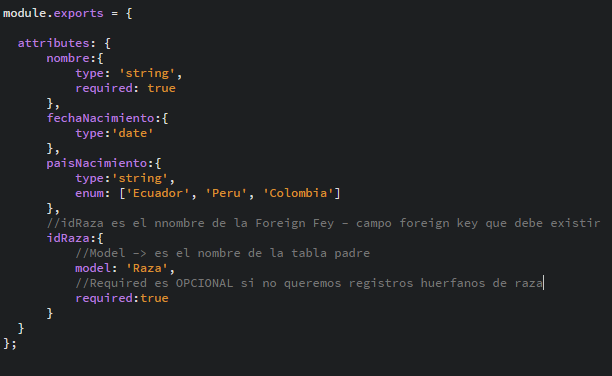 module.exports = {
attributes: {
nombre:{
type: 'string',
required: true
},
fechaNacimiento:{
type:'date'
},
paisNacimiento:{
type:'string',
enum: ['Ecuador', 'Peru', 'Colombia']
},
//idRaza es el nnombre de la Foreign Fey – campo foreign key que debe existir
idRaza:{
//Model –> es el nombre de la tabla padre
model: 'Raza',
//Required es OPCIONAL si no queremos registros huerfanos de raza
required:true
}
}
};